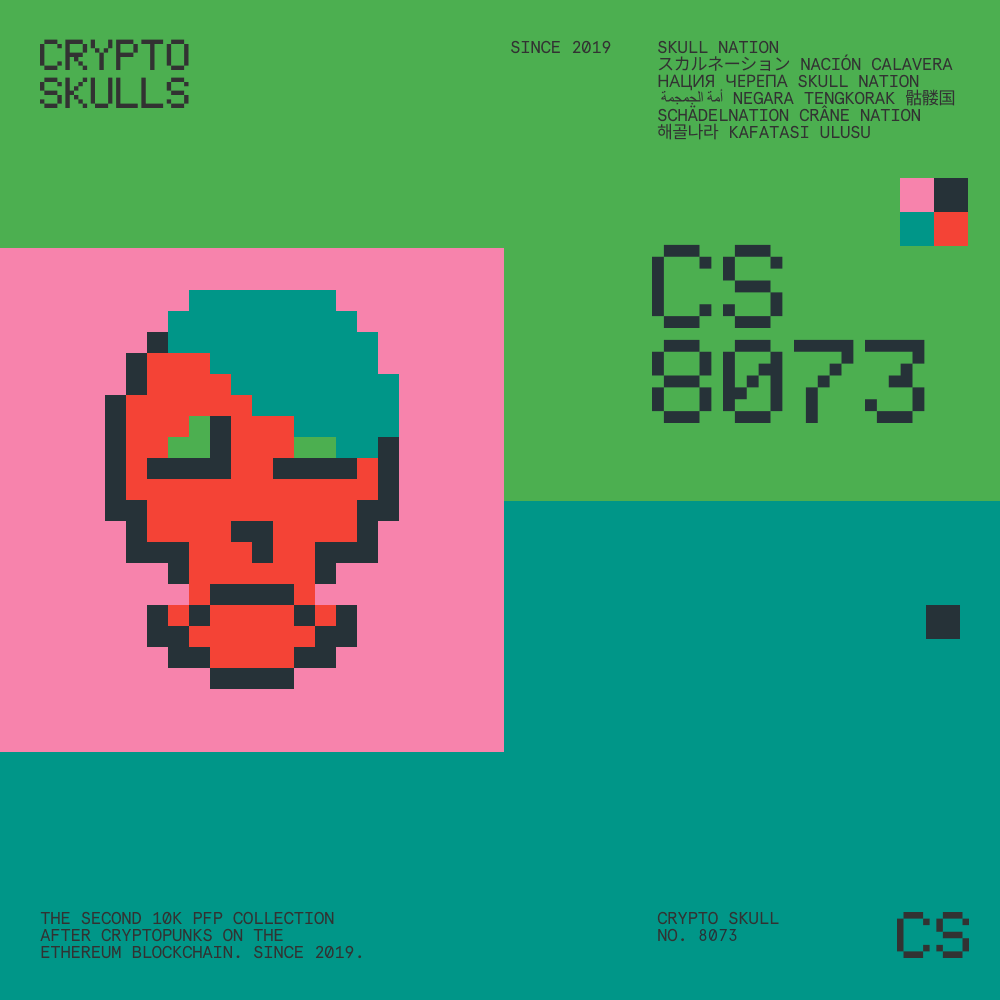 CRYPTO
SKULLS
SINCE 2019
SKULL NATION
スカルネーション NACIÓN CALAVERA
НАЦИЯ ЧЕРЕПА SKULL NATION
أمة الجمجمة NEGARA TENGKORAK 骷髅国
SCHÄDELNATION CRÂNE NATION
해골나라 KAFATASI ULUSU
CS
8073
THE SECOND 10K PFP COLLECTION
AFTER CRYPTOPUNKS ON THE
ETHEREUM BLOCKCHAIN. SINCE 2019.
CRYPTO SKULL
NO. 8073
CS